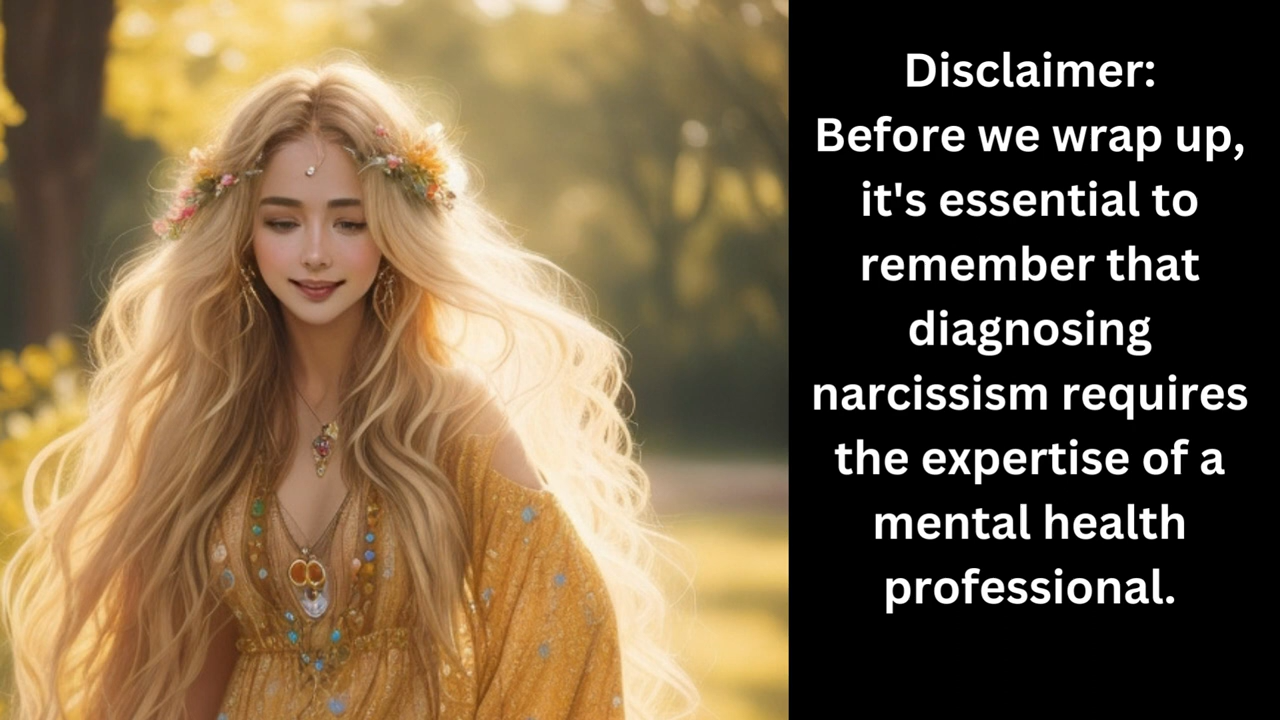 Disclaimer:
Before we wrap up,
it's essential to
remember that
diagnosing
narcissism requires
the expertise of a
mental health
professional.